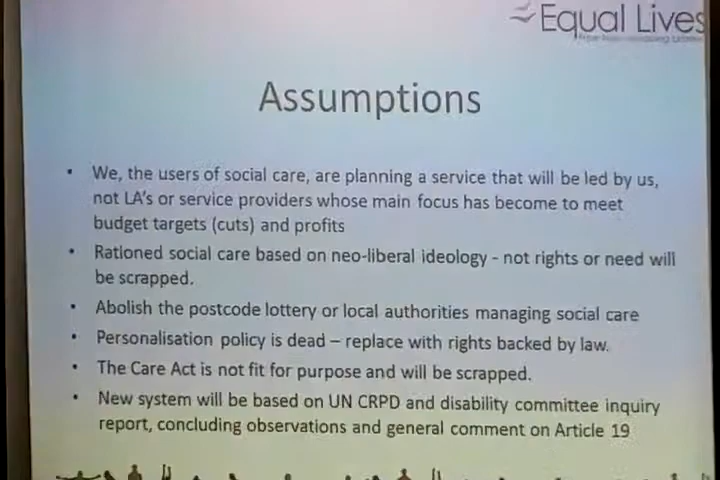 Equal Lives
Assumptions
• We, the users of social care, are planning a service that will be led by us,
not LA's or service providers whose main focus has become to meet
budget targets (cuts) and profits
• Rationed social care based on neo-liberal ideology - not rights or need will
be scrapped.
• Abolish the postcode lottery or local authorities managing social care
• Personalisation policy is dead – replace with rights backed by law.
• The Care Act is not fit for purpose and will be scrapped.
• New system will be based on UN CRPD and disability committee inquiry
report, concluding observations and general comment on Article 19